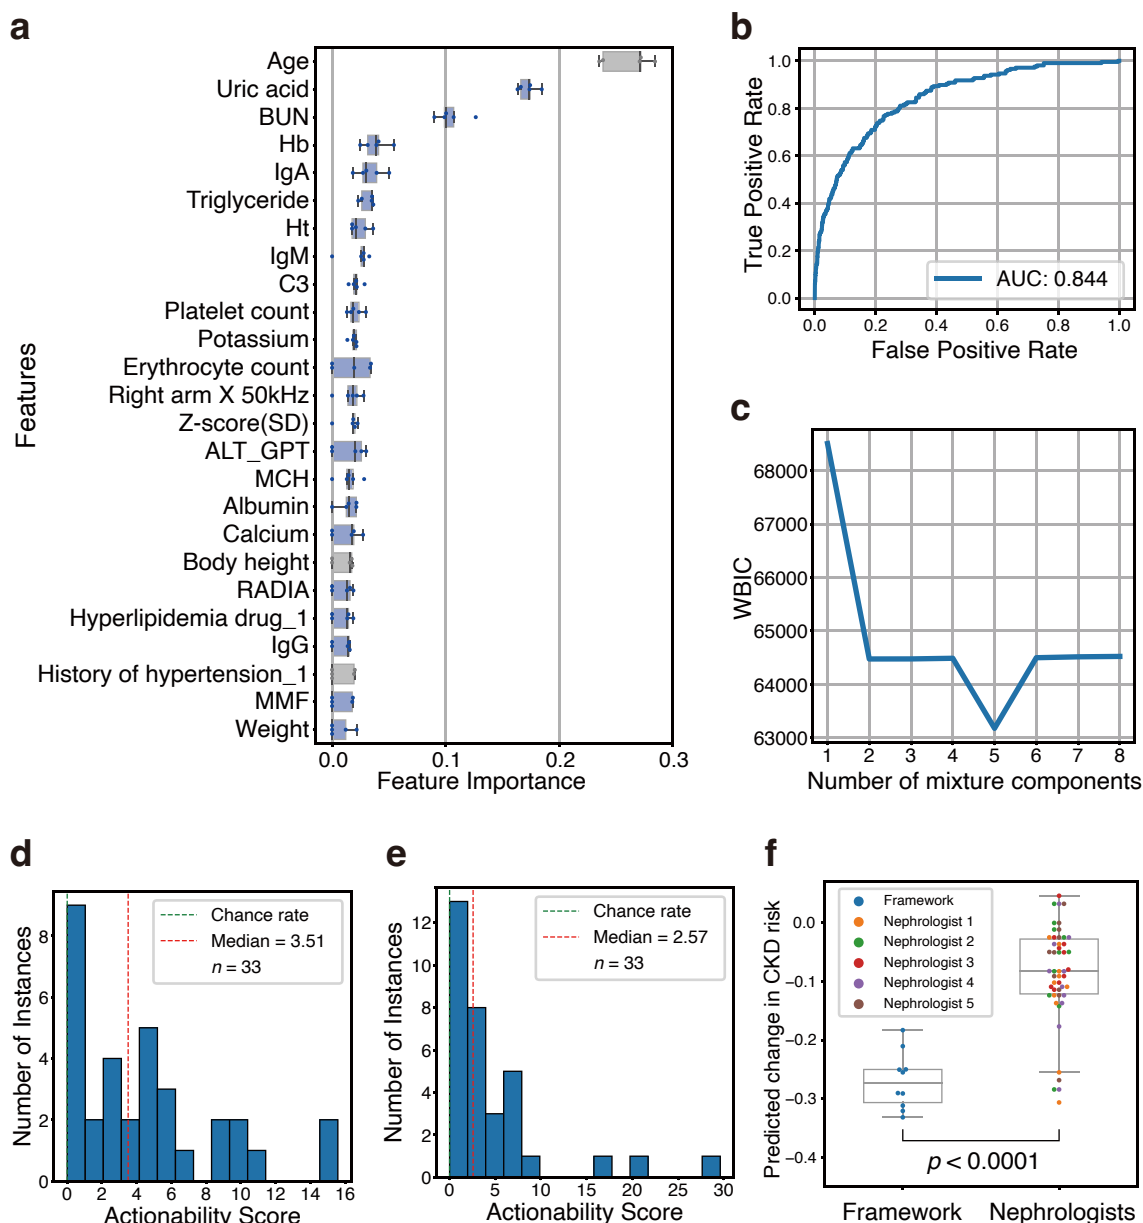 a
Age
Uric acid
BUN
Hb
IgA
Triglyceride
Ht
IgM
C3
Platelet count
Potassium
Erythrocyte count
Right arm X 50kHz
Z-score(SD)
ALT_GPT
MCH
Albumin
Calcium
Body height
RADIA
Hyperlipidemia drug_1
IgG
History of hypertension_1
MMF
Weight
Features
0.0 0.1 0.2 0.3
Feature Importance
b
1.0
0.8
0.6
0.4
0.2
0.0
True Positive Rate
AUC: 0.844
0.0 0.2 0.4 0.6 0.8 1.0
False Positive Rate
c
68000
67000
66000
65000
64000
63000
WBIC
1 2 3 4 5 6 7 8
Number of mixture components
d
8
6
4
2
0
Number of Instances
Chance rate
Median = 3.51
n = 33
0 2 4 6 8 10 12 14 16
Actionability Score
e
12
10
8
6
4
2
0
Number of Instances
Chance rate
Median = 2.57
n = 33
0 5 10 15 20 25 30
Actionability Score
f
0.0
−0.1
−0.2
−0.3
−0.4
Predicted change in CKD risk
Framework
Nephrologist 1
Nephrologist 2
Nephrologist 3
Nephrologist 4
Nephrologist 5
p < 0.0001
Framework Nephrologists